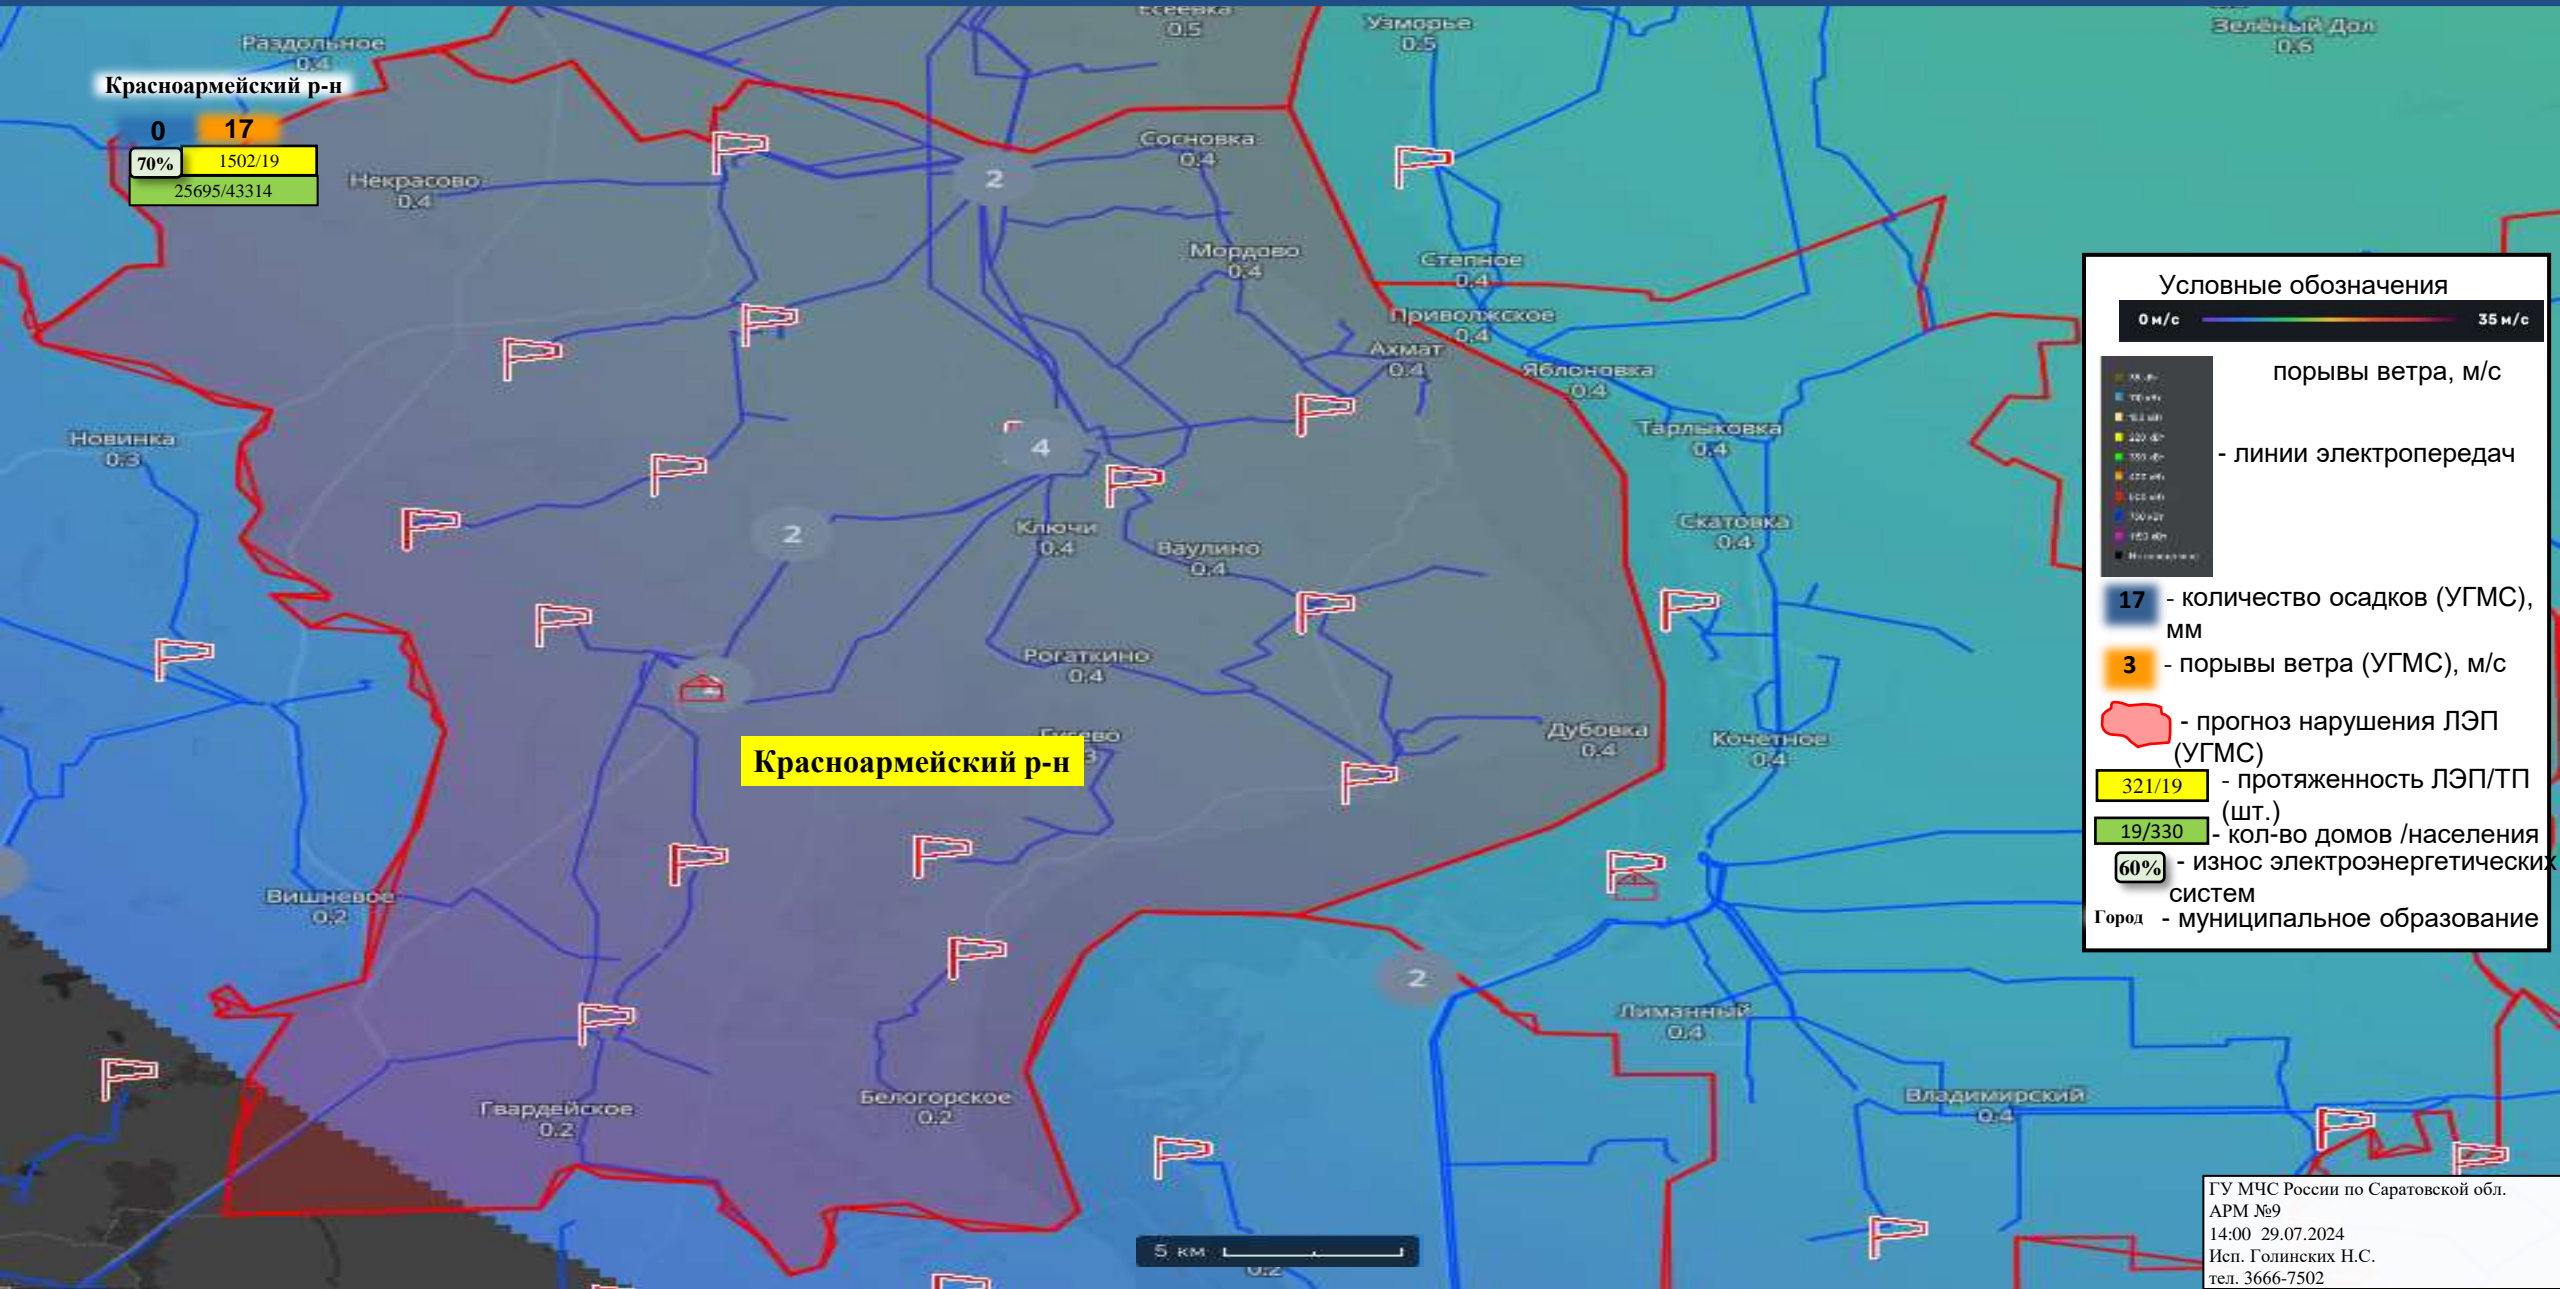 Раздольное
0.4
Красноармейский р-н
0 17
70% 1502/19
25695/43314
0.5
Узморье
0.5
Зелёный Дол
0.6
Некрасово
0.4
2
Сосновка
0.4
Мордово
0.4
Степное
0.4
Приволжское
0.4
Ахмат
0.4
Яблоновка
0.4
Новинка
0.3
4
Тарлыковка
0.4
2
Ключи
0.4
Ваулино
0.4
Скатовка
0.4
Рогаткино
0.4
Красноармейский р-н
Дубовка
0.4
Кочетное
0.4
Вишневое
0.2
2
Лиманный
0.4
Гвардейское
0.2
Белогорское
0.2
Владимирский
0.4
5 км
0.2
Условные обозначения
0 м/с 35 м/с
порывы ветра, м/с
- линии электропередач
17 - количество осадков (УГМС),
мм
3 - порывы ветра (УГМС), м/с
- прогноз нарушения ЛЭП
(УГМС)
321/19 - протяженность ЛЭП/ТП
(шт.)
19/330 - кол-во домов /населения
60% - износ электроэнергетических
систем
Город - муниципальное образование
ГУ МЧС России по Саратовской обл.
АРМ №9
14:00 29.07.2024
Исп. Голинских Н.С.
тел. 3666-7502